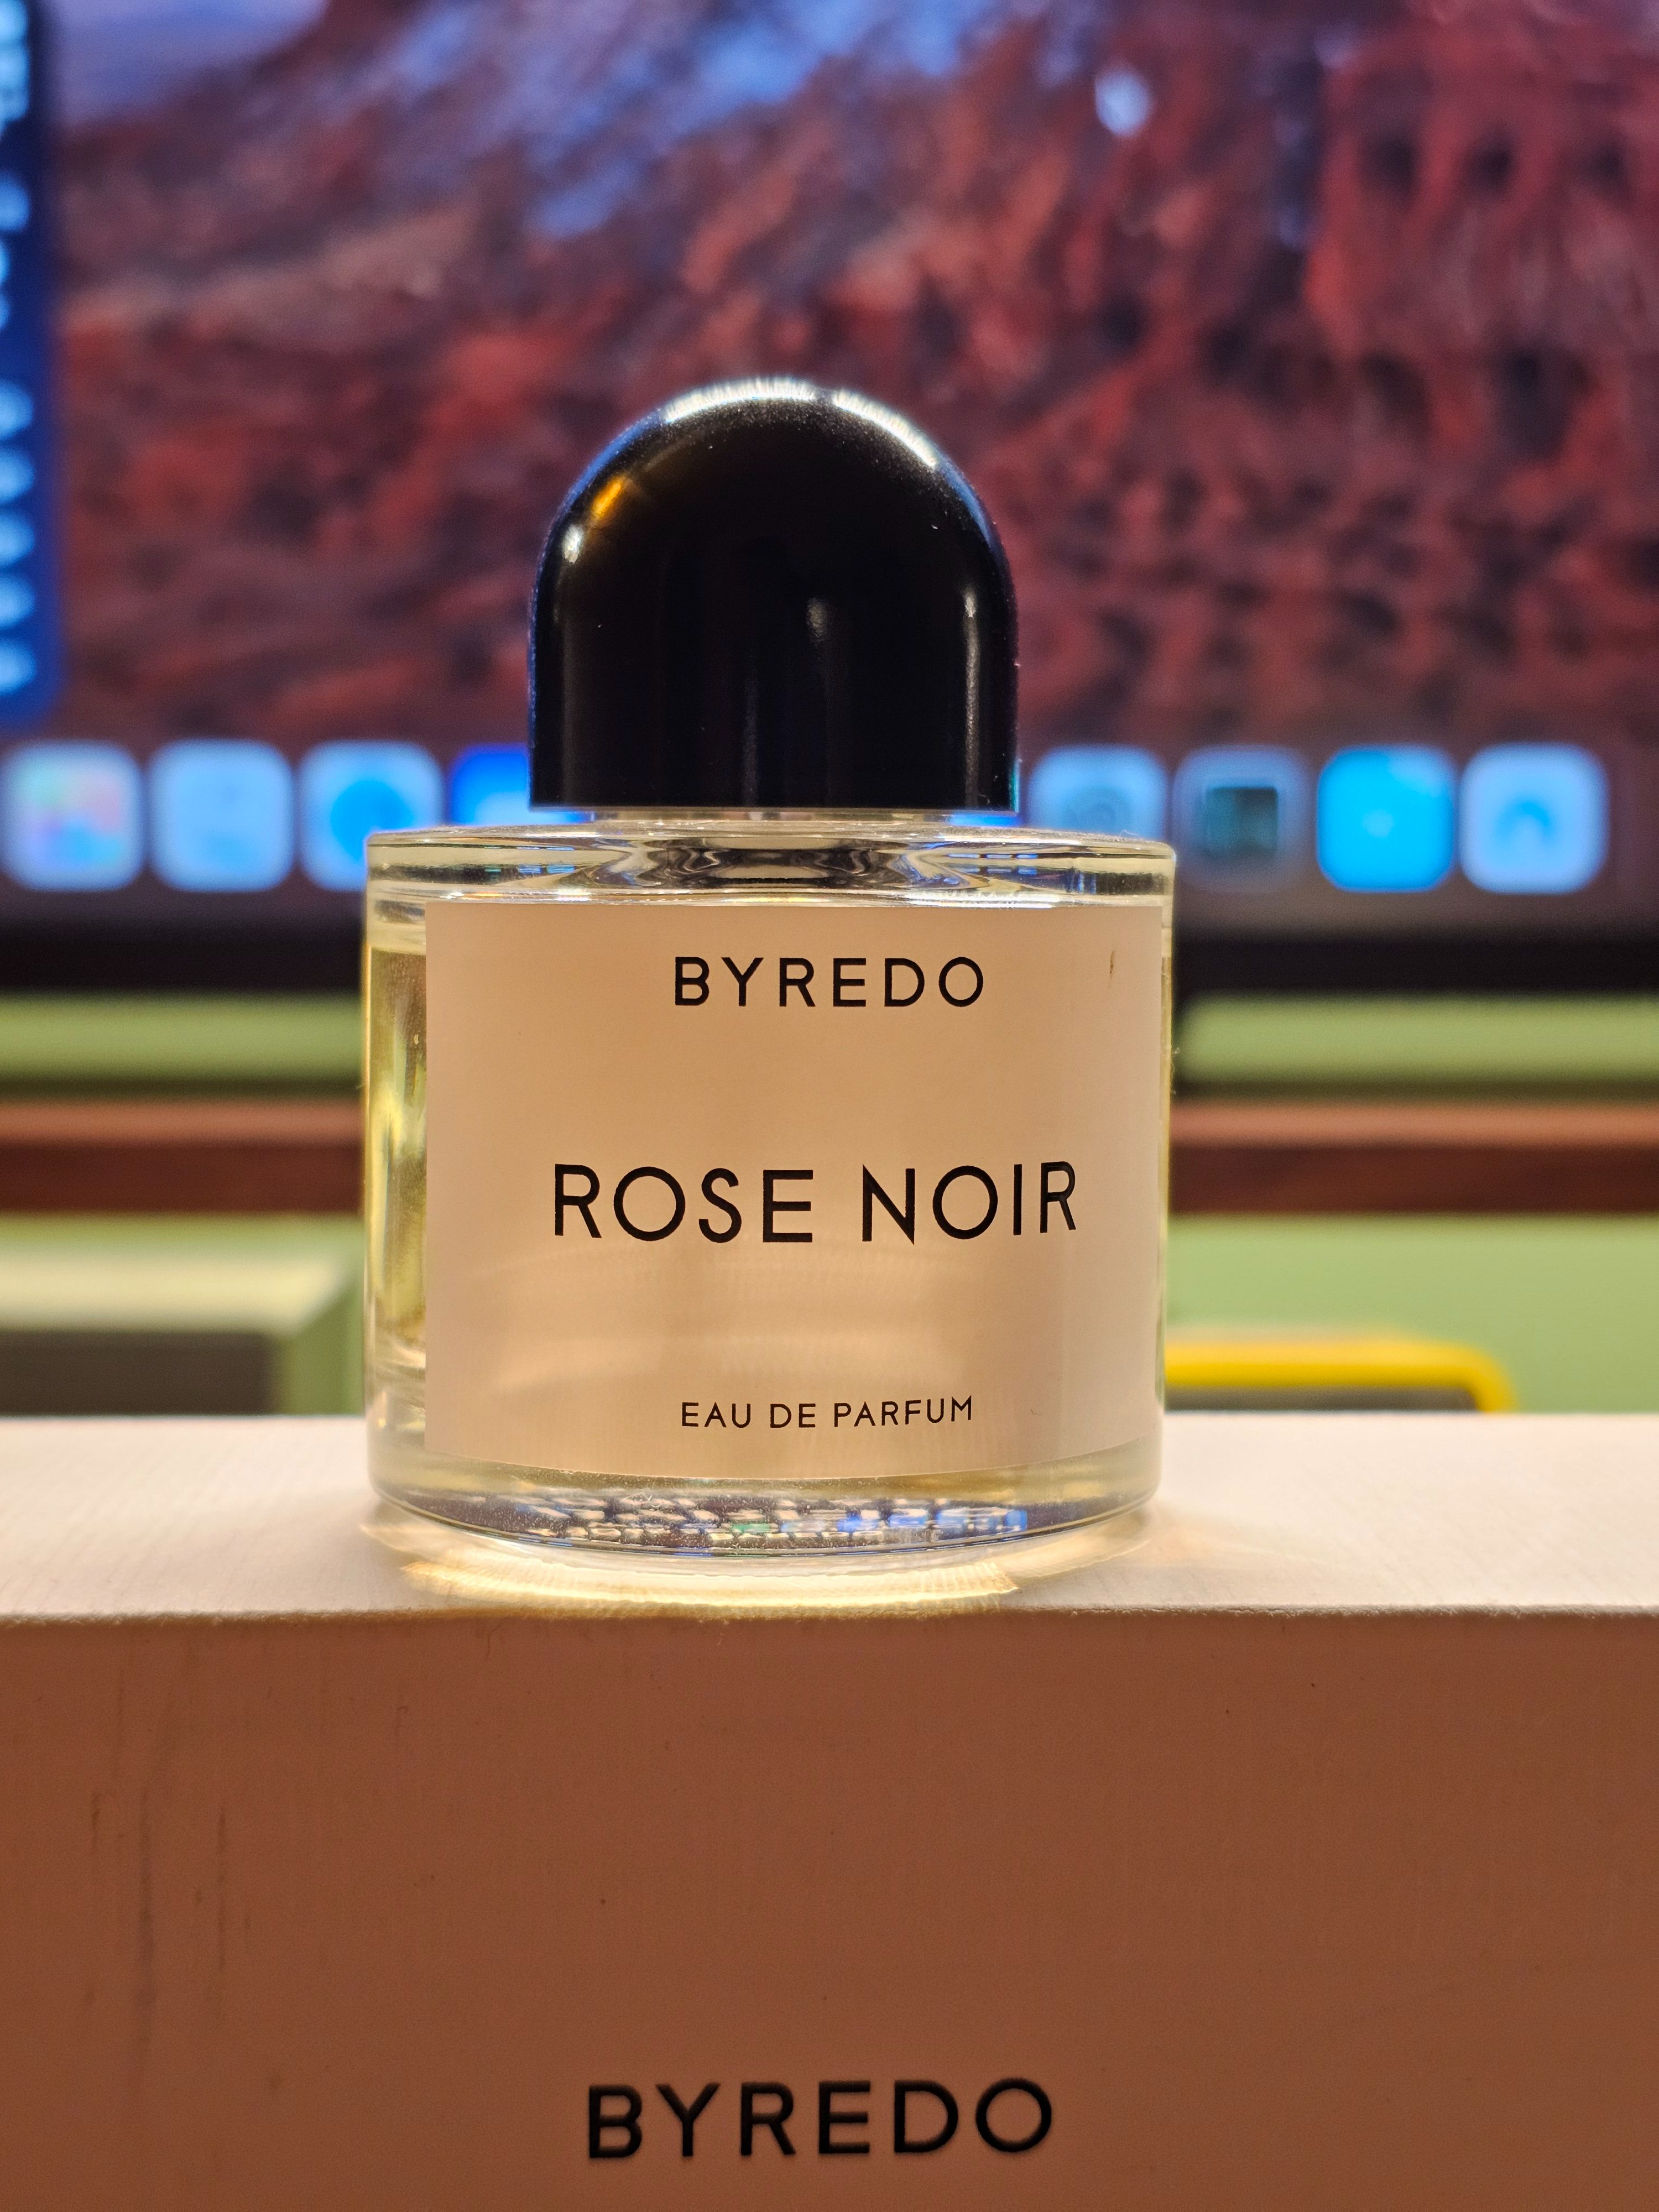 BYREDO
ROSE NOIR
EAU DE PARFUM
BYREDO